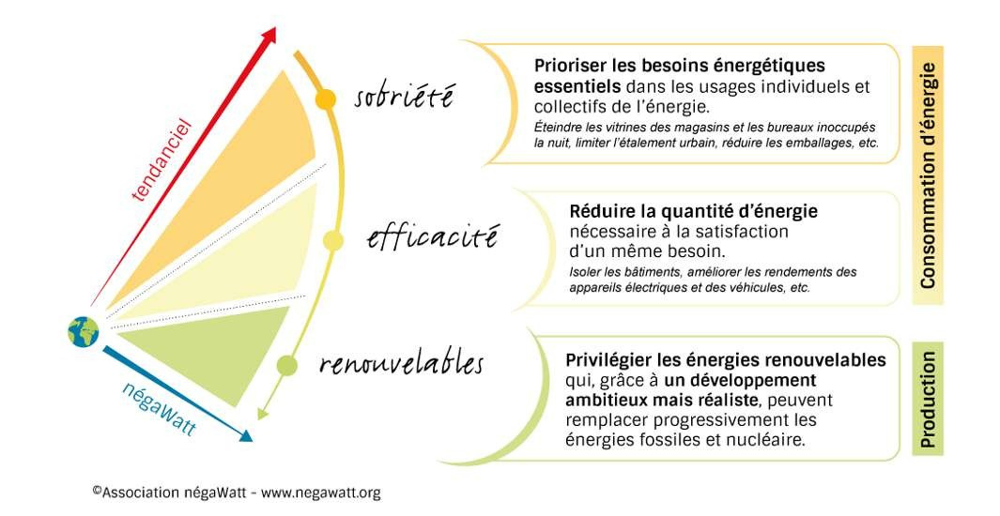 tendanciel
sobriété
Prioriser les besoins énergétiques
essentiels dans les usages individuels et
collectifs de l'énergie.
Éteindre les vitrines des magasins et les bureaux inoccupés
la nuit, limiter l'étalement urbain, réduire les emballages, etc.
Consommation d'énergie
efficacité
Réduire la quantité d'énergie
nécessaire à la satisfaction
d'un même besoin.
Isoler les bâtiments, améliorer les rendements des
appareils électriques et des véhicules, etc.
négaWatt
renouvelables
Privilégier les énergies renouvelables
qui, grâce à un développement
ambitieux mais réaliste, peuvent
remplacer progressivement les
énergies fossiles et nucléaire.
Production
©Association négaWatt - www.negawatt.org